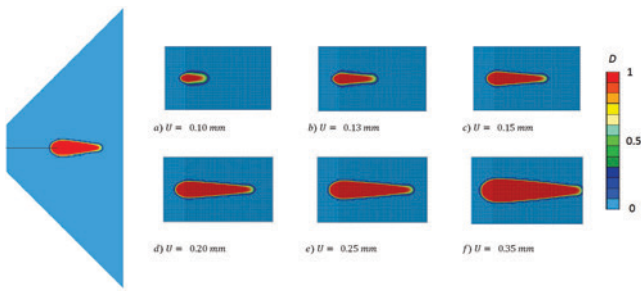 D
1
0.5
0
a) U = 0.10 mm
b) U = 0.13 mm
c) U = 0.15 mm
d) U = 0.20 mm
e) U = 0.25 mm
f) U = 0.35 mm